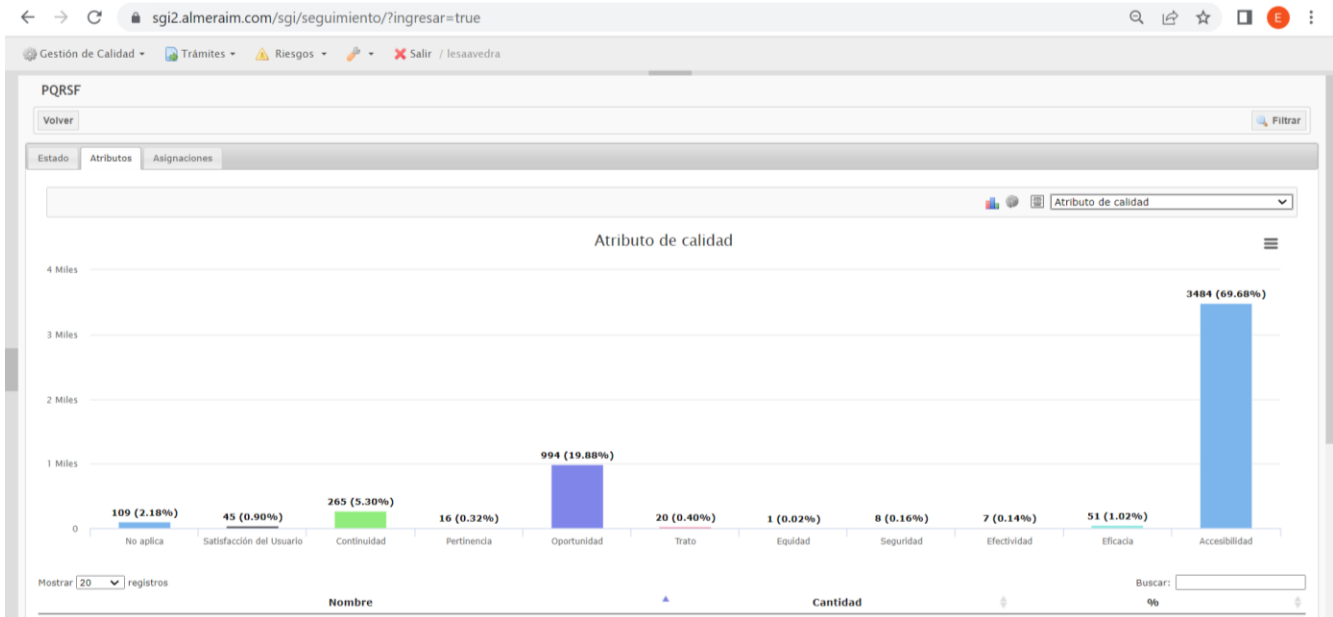 sgi2.almeraim.com/sgi/seguimiento/?ingresar=true
E
Gestión de Calidad Trámites Riesgos Salir / lesaavedra
PQRSF
Volver Filtrar
Estado Atributos Asignaciones
Atributo de calidad
Atributo de calidad
4 Miles
3484 (69.68%)
3 Miles
2 Miles
994 (19.88%)
1 Miles
265 (5.30%)
109 (2.18%) 45 (0.90%) 16 (0.32%) 20 (0.40%) 1 (0.02%) 8 (0.16%) 7 (0.14%) 51 (1.02%)
0
No aplica Satisfacción del Usuario Continuidad Pertinencia Oportunidad Trato Equidad Seguridad Efectividad Eficacia Accesibilidad
Mostrar 20 registros Buscar:
Nombre Cantidad %